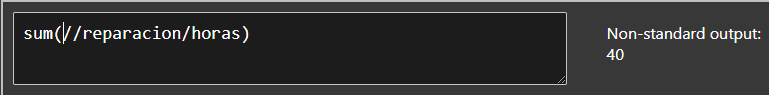 sum(//reparacion/horas)
Non-standard output:
40